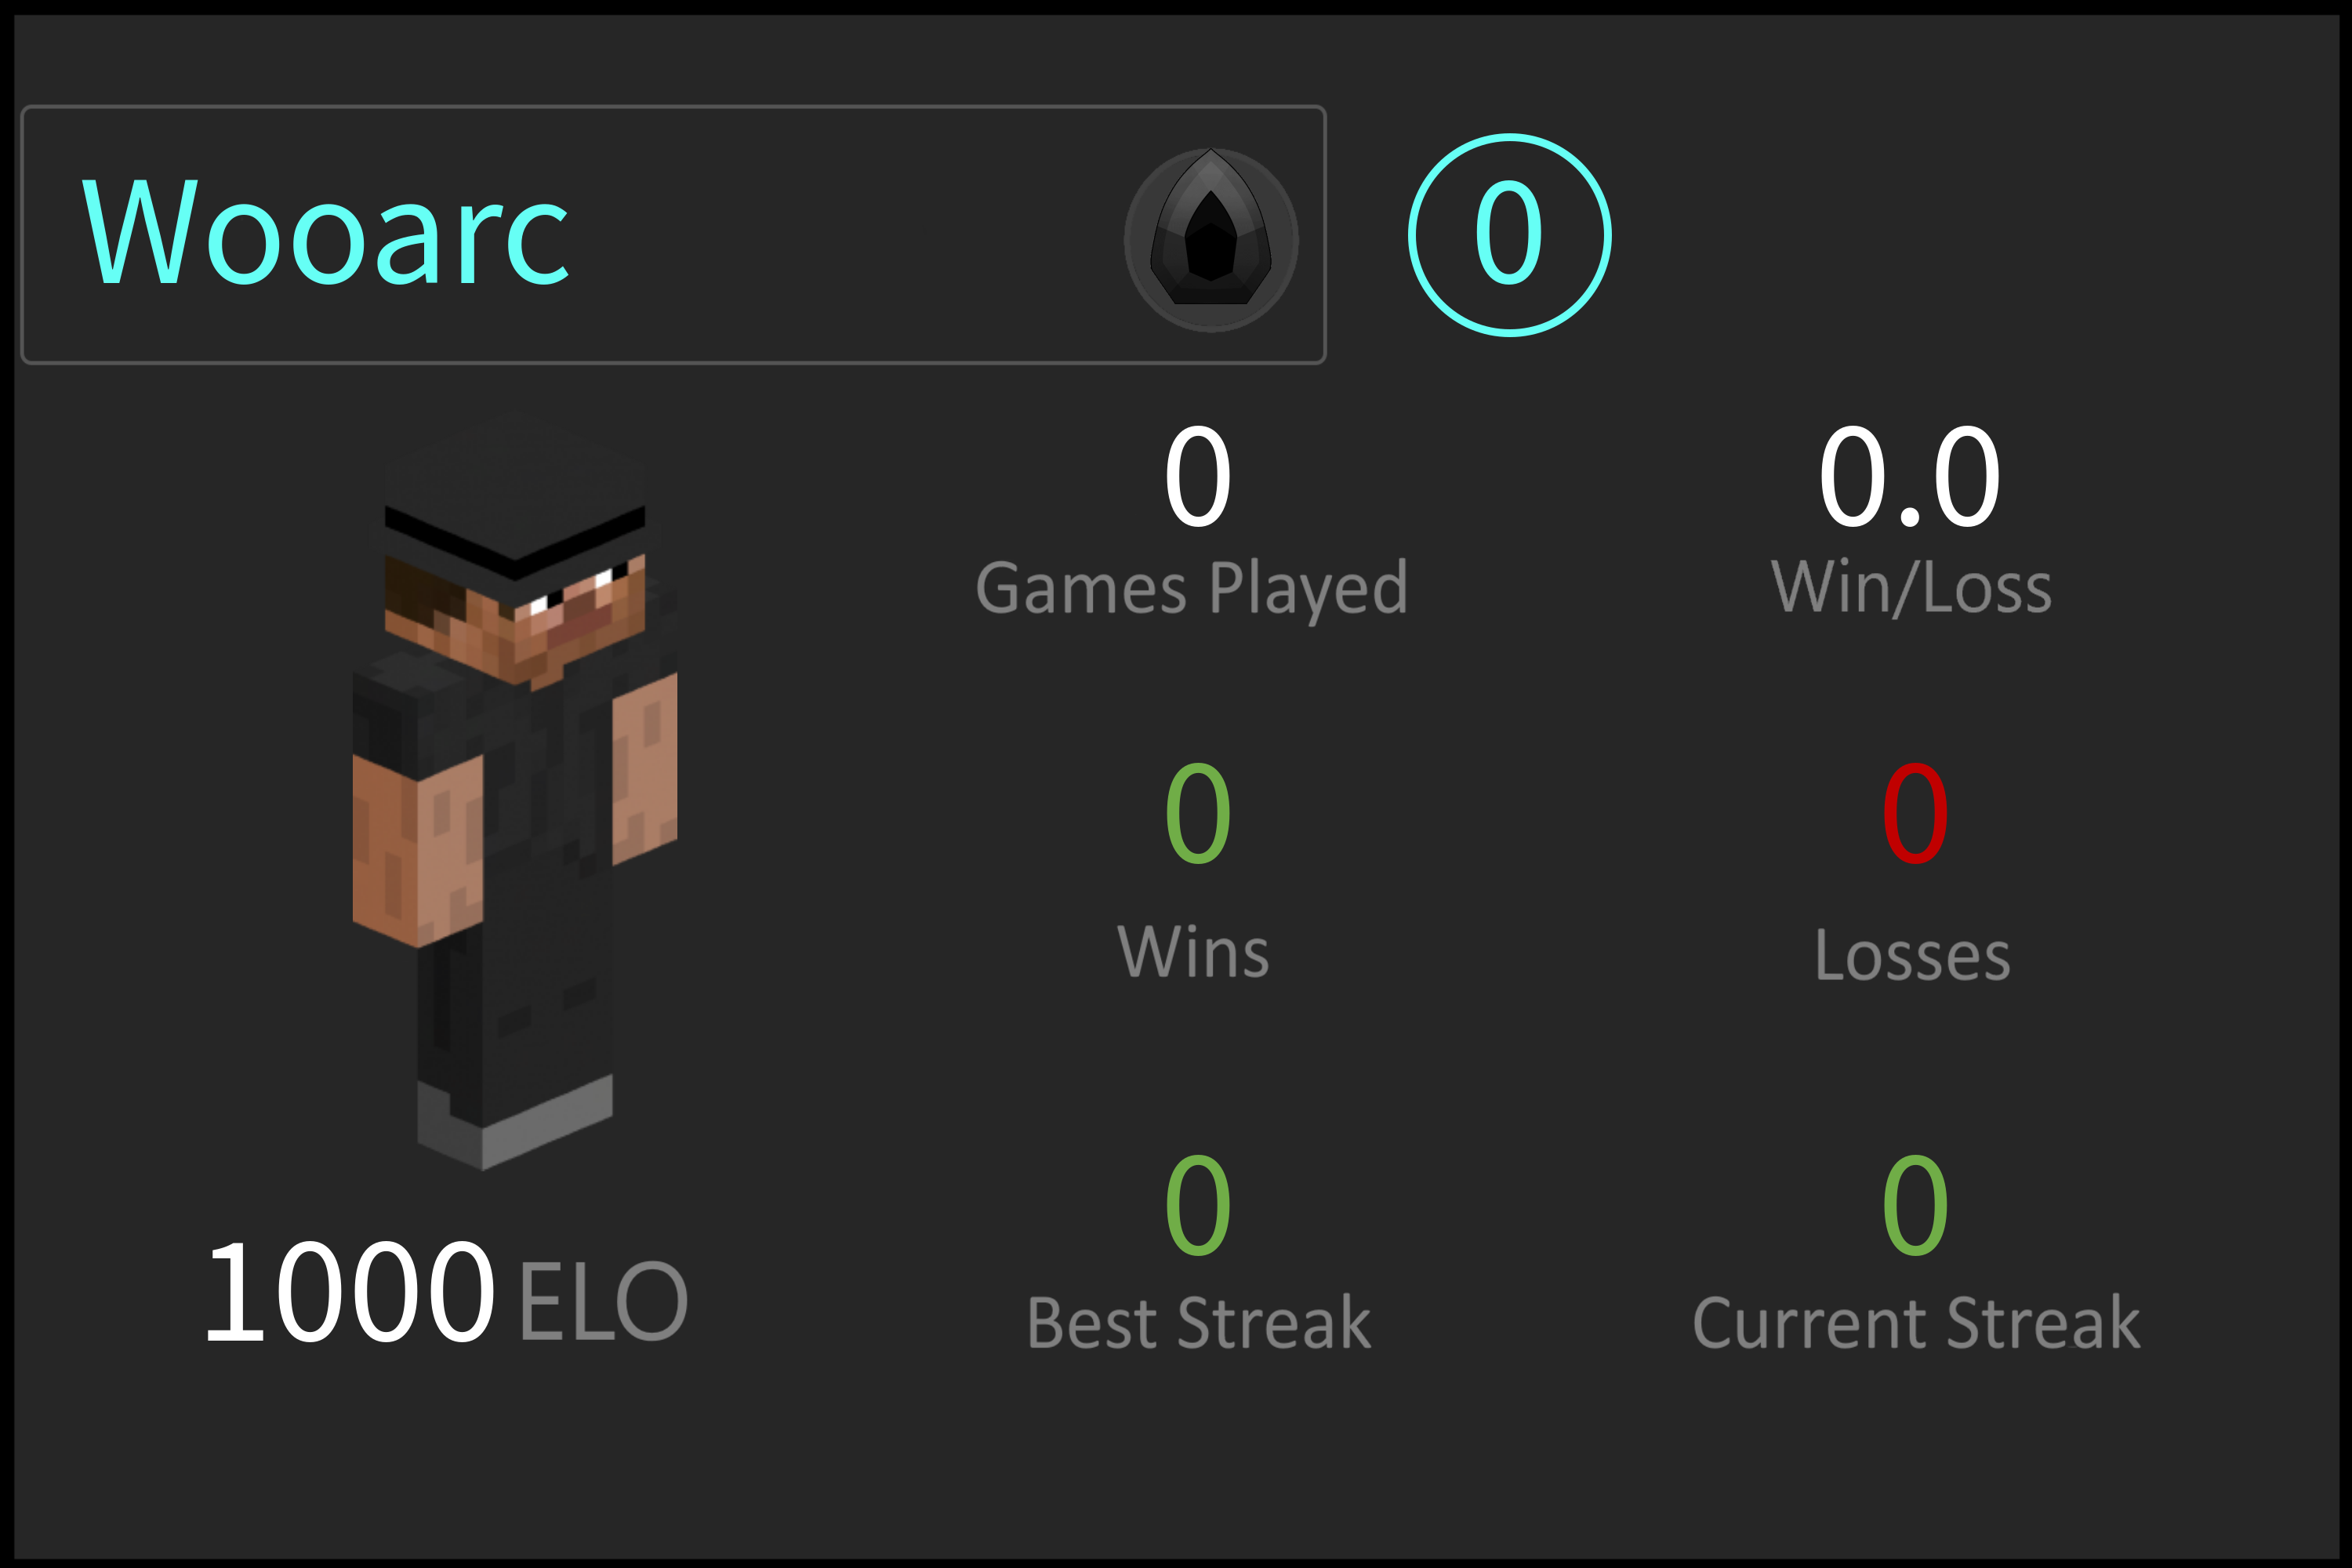 Wooarc
0
0
0.0
Games Played
Win/Loss
0
0
Wins
Losses
0
0
1000 ELO
Best Streak
Current Streak